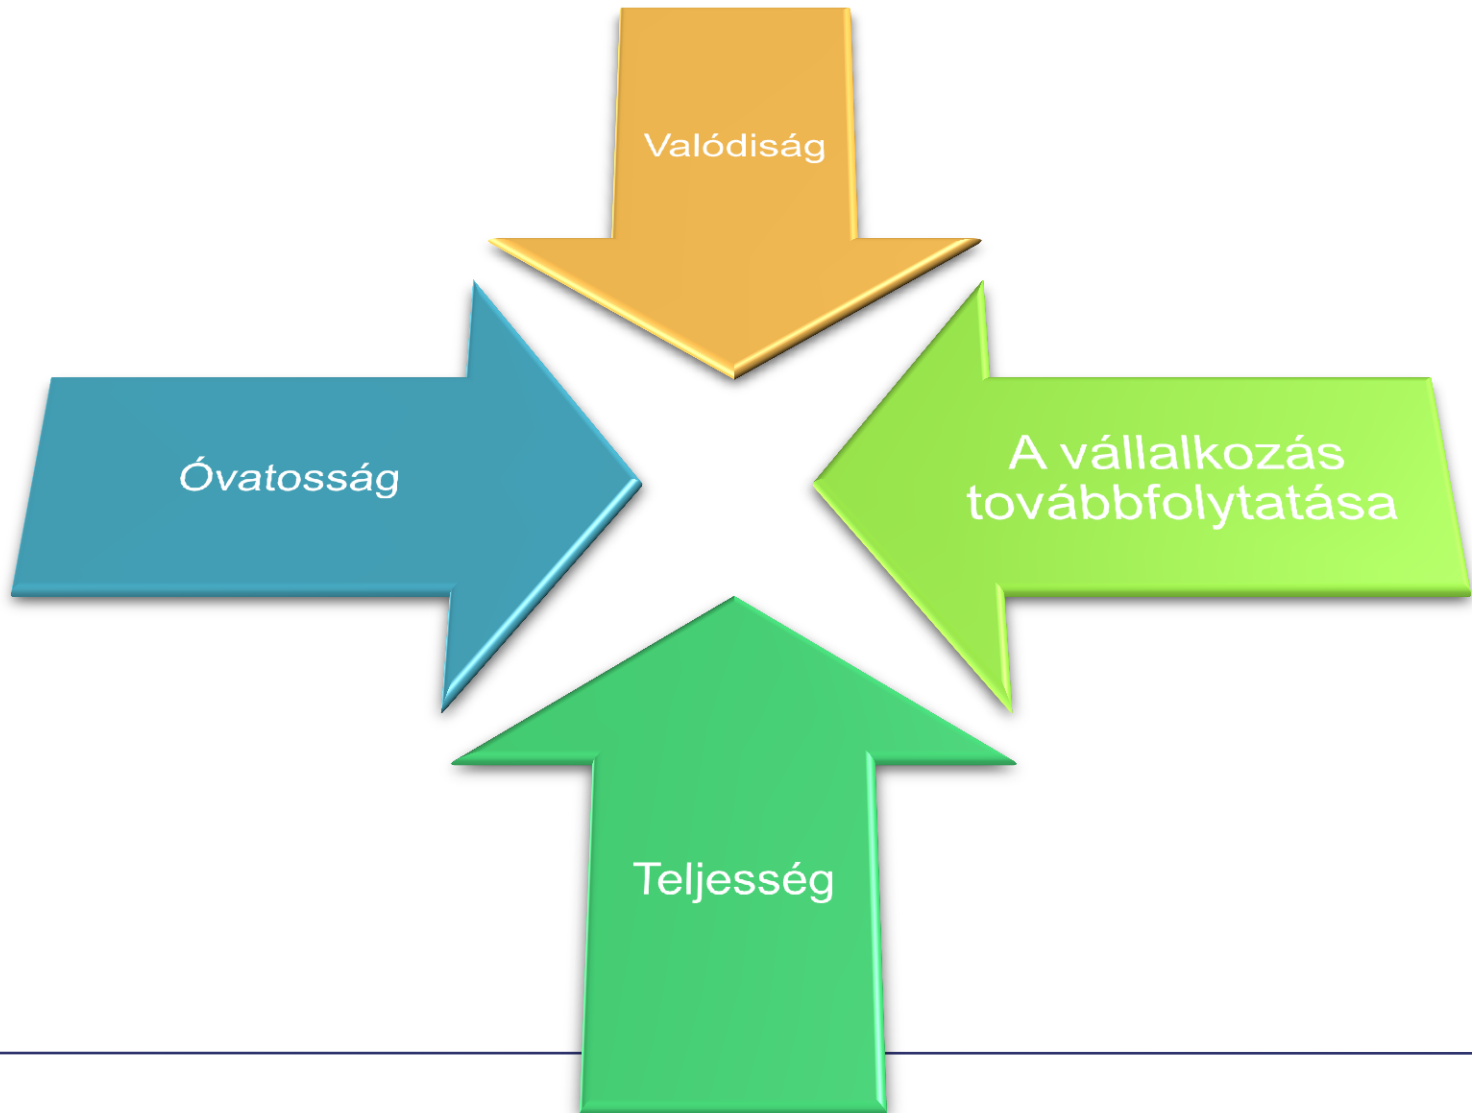 Valódiság
Óvatosság
A vállalkozás
továbbfolytatása
Teljesség